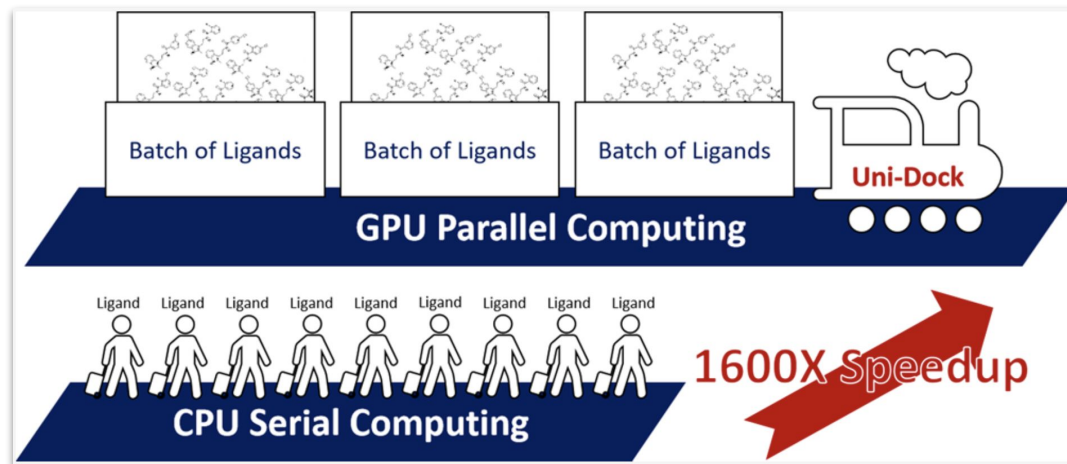 Batch of Ligands
Batch of Ligands
Batch of Ligands
Uni-Dock
GPU Parallel Computing
Ligand Ligand Ligand Ligand Ligand Ligand Ligand Ligand Ligand
1600X Speedup
CPU Serial Computing